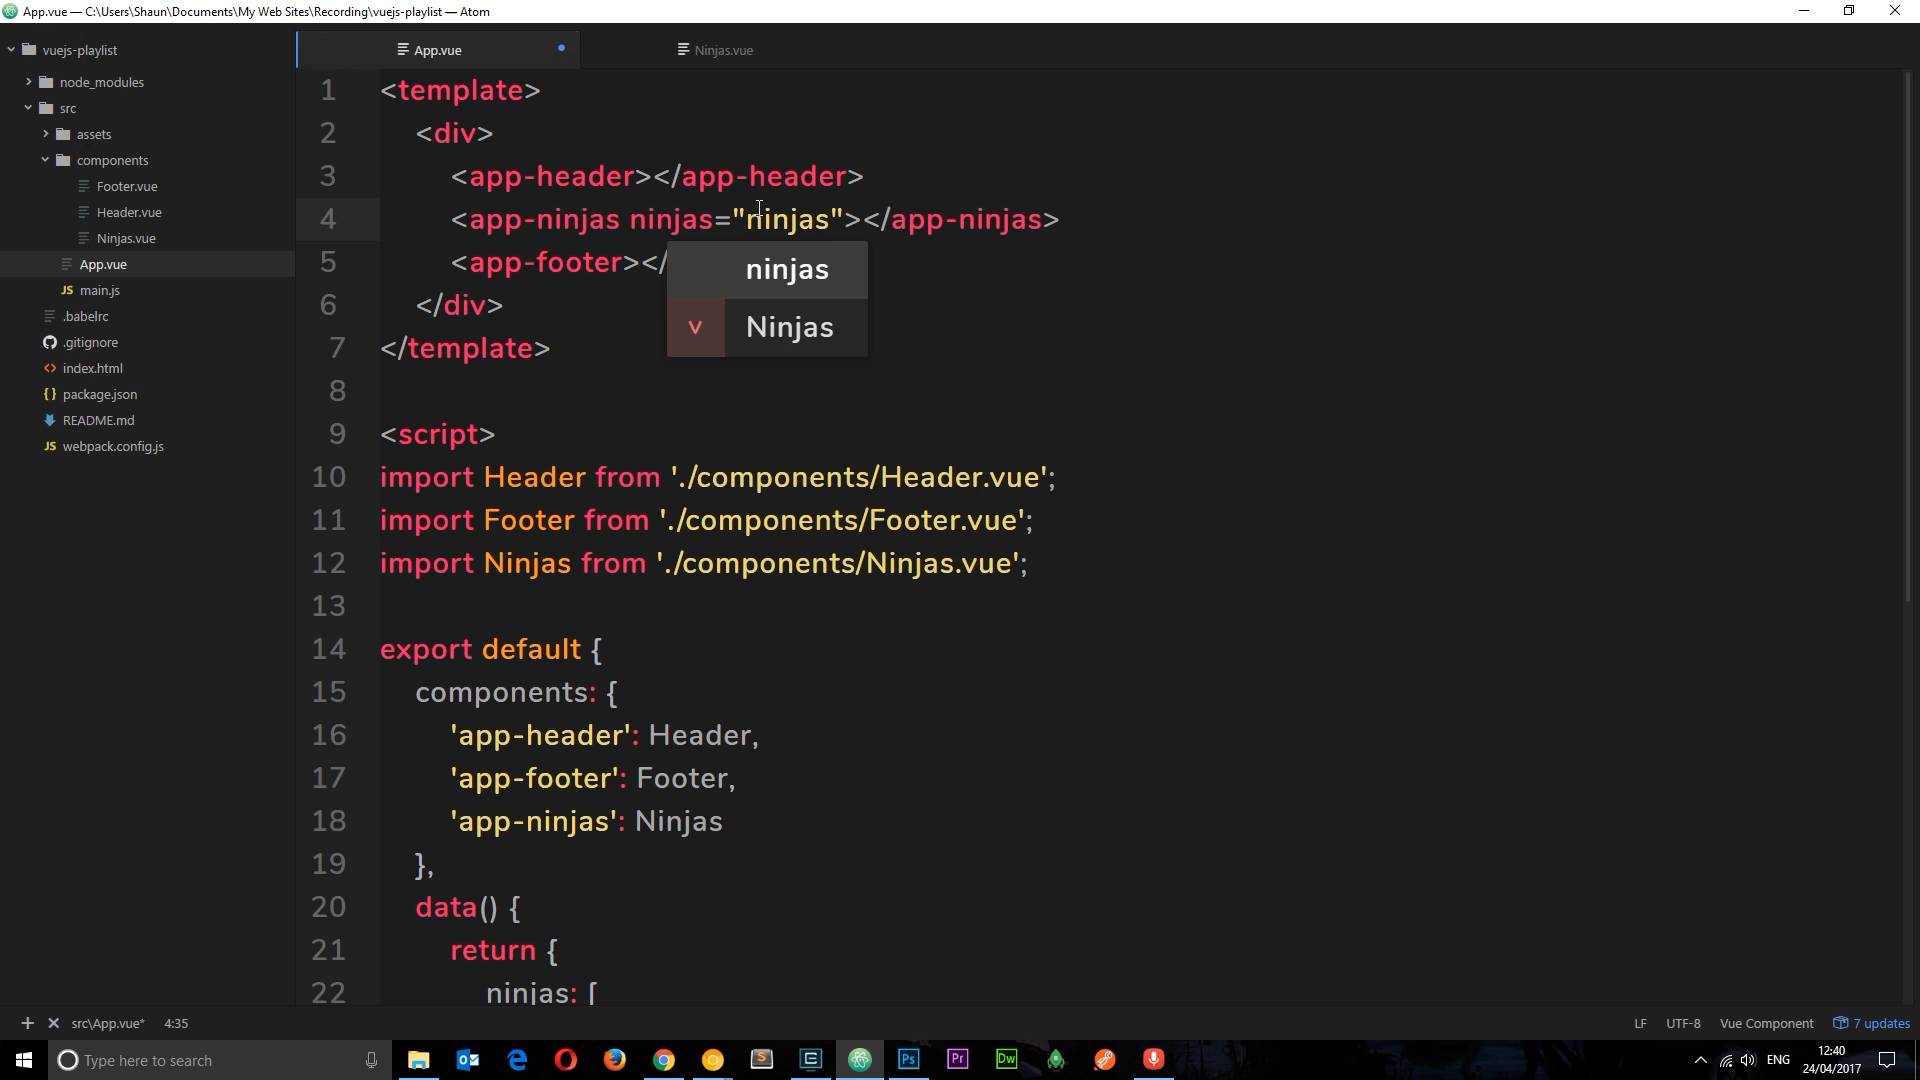 App.vue — C:\Users\Shaun\Documents\My Web Sites\Recording\vuejs-playlist — Atom
vuejs-playlist
node_modules
src
assets
components
Footer.vue
Header.vue
Ninjas.vue
App.vue
JS main.js
.babelrc
.gitignore
<> index.html
{} package.json
README.md
JS webpack.config.js
App.vue
Ninjas.vue
1 <template>
2 <div>
3 <app-header></app-header>
4 <app-ninjas ninjas="ninjas"></app-ninjas>
5 <app-footer></
ninjas
v Ninjas
6 </div>
7 </template>
8
9 <script>
10 import Header from './components/Header.vue';
11 import Footer from './components/Footer.vue';
12 import Ninjas from './components/Ninjas.vue';
13
14 export default {
15 components: {
16 'app-header': Header,
17 'app-footer': Footer,
18 'app-ninjas': Ninjas
19 },
20 data() {
21 return {
22 ninjas: [
src\App.vue* 4:35
LF UTF-8 Vue Component 7 updates
Type here to search
Ps Pr Dw
ENG
12:40
24/04/2017